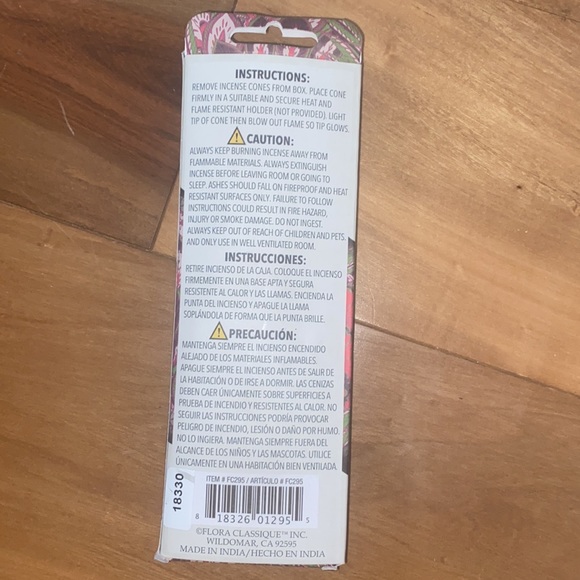 INSTRUCTIONS:
REMOVE INCENSE CONES FROM BOX. PLACE CONE
FIRMLY IN A SUITABLE AND SECURE HEAT AND
FLAME RESISTANT HOLDER (NOT PROVIDED). LIGHT
TIP OF CONE THEN BLOW OUT FLAME SO TIP GLOWS.
CAUTION:
ALWAYS KEEP BURNING INCENSE AWAY FROM
FLAMMABLE MATERIALS. ALWAYS EXTINGUISH
INCENSE BEFORE LEAVING ROOM OR GOING TO
SLEEP. ASHES SHOULD FALL ON FIREPROOF AND HEAT
RESISTANT SURFACES ONLY. FAILURE TO FOLLOW
INSTRUCTIONS COULD RESULT IN FIRE HAZARD,
INJURY OR SMOKE DAMAGE. DO NOT INGEST.
ALWAYS KEEP OUT OF REACH OF CHILDREN AND PETS
AND ONLY USE IN WELL VENTILATED ROOM.
INSTRUCCIONES:
RETIRE INCIENSO DE LA CAJA. COLOQUE EL INCIENSO
FIRMEMENTE EN UNA BASE APTA Y SEGURA
RESISTENTE AL CALOR Y LAS LLAMAS. ENCIENDA LA
PUNTA DEL INCIENSO Y APAGUE LA LLAMA
SOPLÁNDOLA DE FORMA QUE LA PUNTA BRILLE.
PRECAUCIÓN:
MANTENGA SIEMPRE EL INCIENSO ENCENDIDO
ALEJADO DE LOS MATERIALES INFLAMABLES.
APAGUE SIEMPRE EL INCIENSO ANTES DE SALIR DE
LA HABITACIÓN O DE IRSE A DORMIR. LAS CENIZAS
DEBEN CAER ÚNICAMENTE SOBRE SUPERFICIES A
PRUEBA DE INCENDIO Y RESISTENTES AL CALOR. NO
SEGUIR LAS INSTRUCCIONES PODRÍA PROVOCAR
PELIGRO DE INCENDIO, LESIÓN O DAÑO POR HUMO.
NO LO INGIERA. MANTENGA SIEMPRE FUERA DEL
ALCANCE DE LOS NIÑOS Y LAS MASCOTAS. UTILICE
ÚNICAMENTE EN UNA HABITACIÓN BIEN VENTILADA.
ITEM # FC295 / ARTÍCULO # FC295
18330
8 18326 01295 5
©FLORA CLASSIQUE™ INC.
WILDOMAR, CA 92595
MADE IN INDIA/HECHO EN INDIA